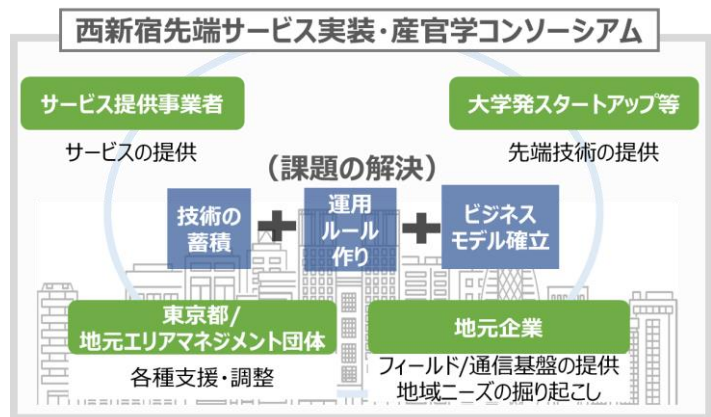 西新宿先端サービス実装・産官学コンソーシアム
サービス提供事業者
サービスの提供
大学発スタートアップ等
先端技術の提供
（課題の解決）
技術の
蓄積
+
運用
ルール
作り
+
ビジネス
モデル確立
東京都/
地元エリアマネジメント団体
各種支援・調整
地元企業
フィールド/通信基盤の提供
地域ニーズの掘り起こし